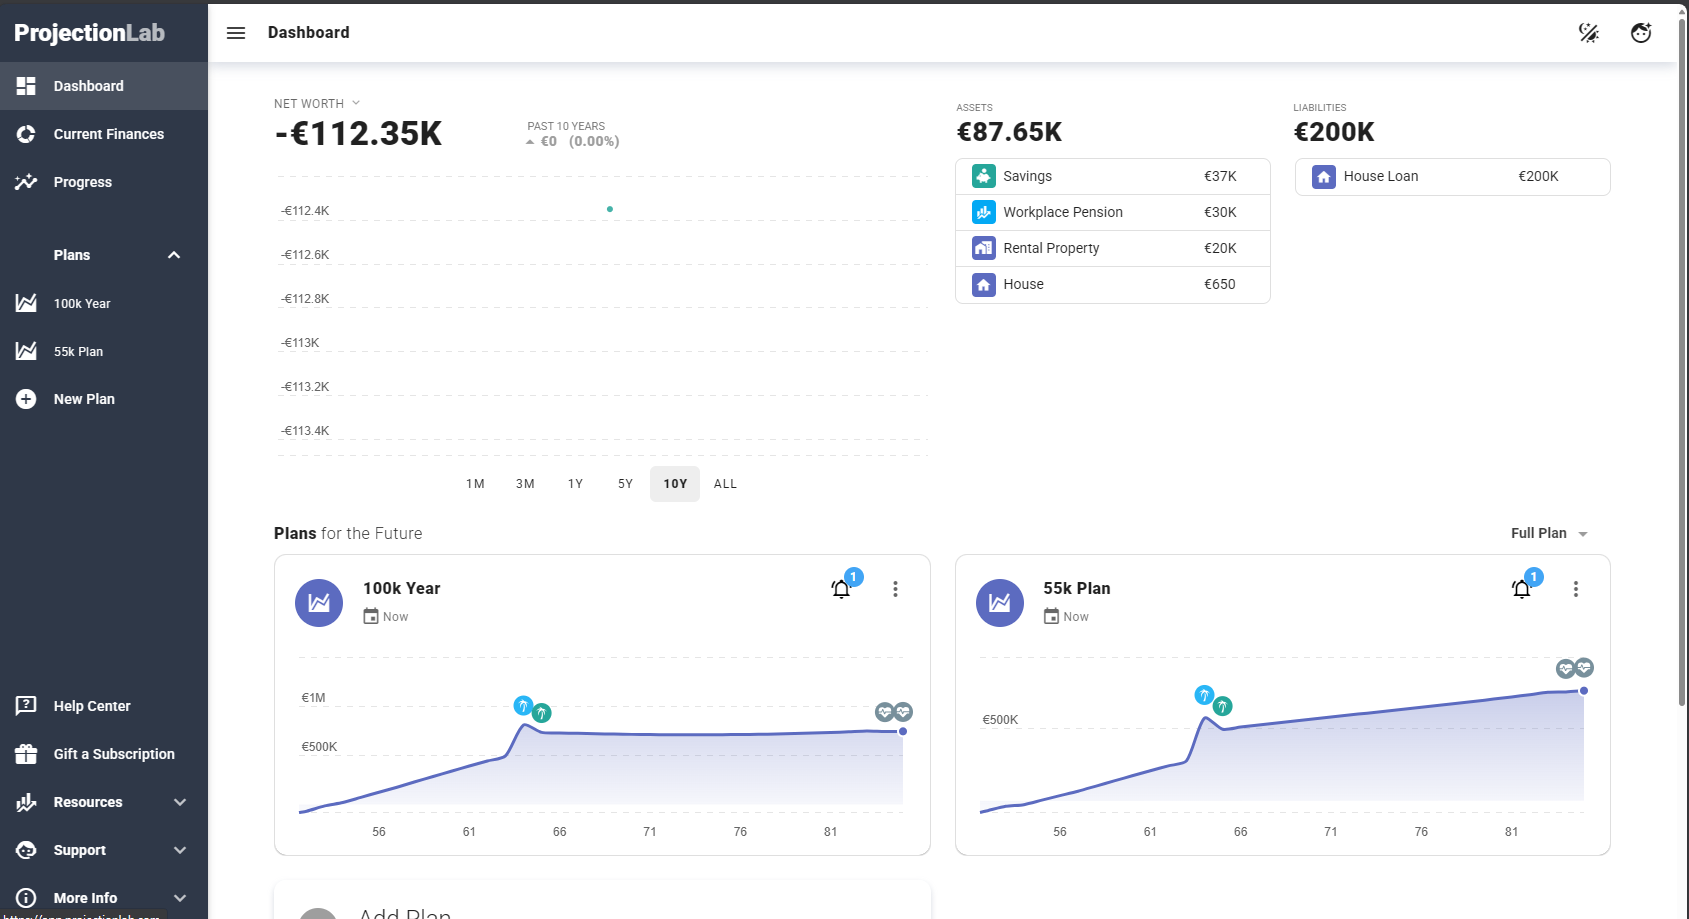 ProjectionLab
Dashboard
Dashboard
Current Finances
Progress
Plans
100k Year
55k Plan
New Plan
Help Center
Gift a Subscription
Resources
Support
More Info
NET WORTH
-€112.35K
PAST 10 YEARS
€0 (0.00%)
-€112.4K
-€112.6K
-€112.8K
-€113K
-€113.2K
-€113.4K
1M 3M 1Y 5Y 10Y ALL
ASSETS
€87.65K
Savings €37K
Workplace Pension €30K
Rental Property €20K
House €650
LIABILITIES
€200K
House Loan €200K
Plans for the Future
Full Plan
100k Year
Now
1
€1M
€500K
56 61 66 71 76 81
55k Plan
Now
1
€500K
56 61 66 71 76 81
Add Plan